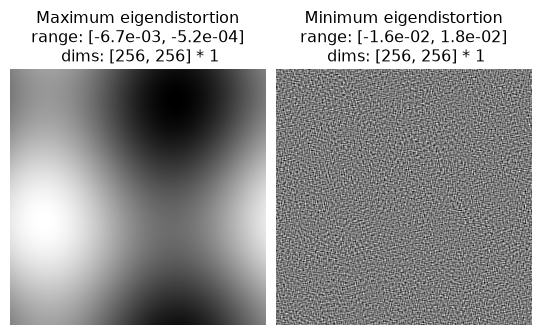 Maximum eigendistortion
range: [-6.7e-03, -5.2e-04]
dims: [256, 256] * 1
Minimum eigendistortion
range: [-1.6e-02, 1.8e-02]
dims: [256, 256] * 1